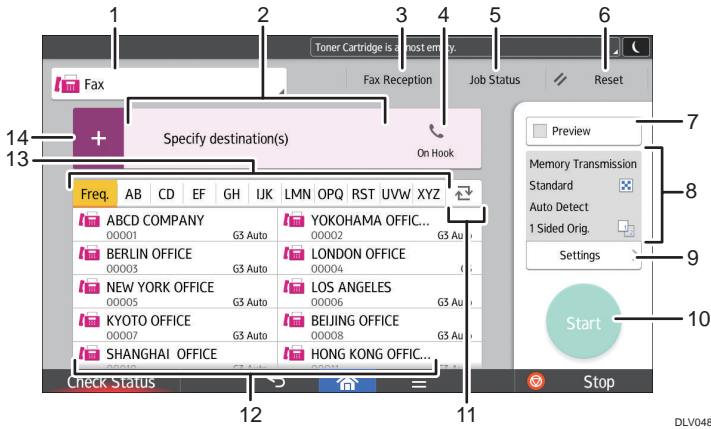 1 2 3 4 5 6
Toner Cartridge is almost empty.
Fax Fax Reception Job Status Reset
14 + Specify destination(s) On Hook
7 Preview
13
Freq. AB CD EF GH IJK LMN OPQ RST UVW XYZ
Memory Transmission
Standard
8
Auto Detect
1 Sided Orig.
Settings 9
ABCD COMPANY
00001 G3 Auto
YOKOHAMA OFFIC...
00002 G3 Au
BERLIN OFFICE
00003 G3 Auto
LONDON OFFICE
00004
NEW YORK OFFICE
00005 G3 Auto
LOS ANGELES
00006 G3 Au
KYOTO OFFICE
00007 G3 Auto
BEIJING OFFICE
00008 G3 Au
SHANGHAI OFFICE
HONG KONG OFFIC...
Start 10
Check Status Stop
12 11
DLV048